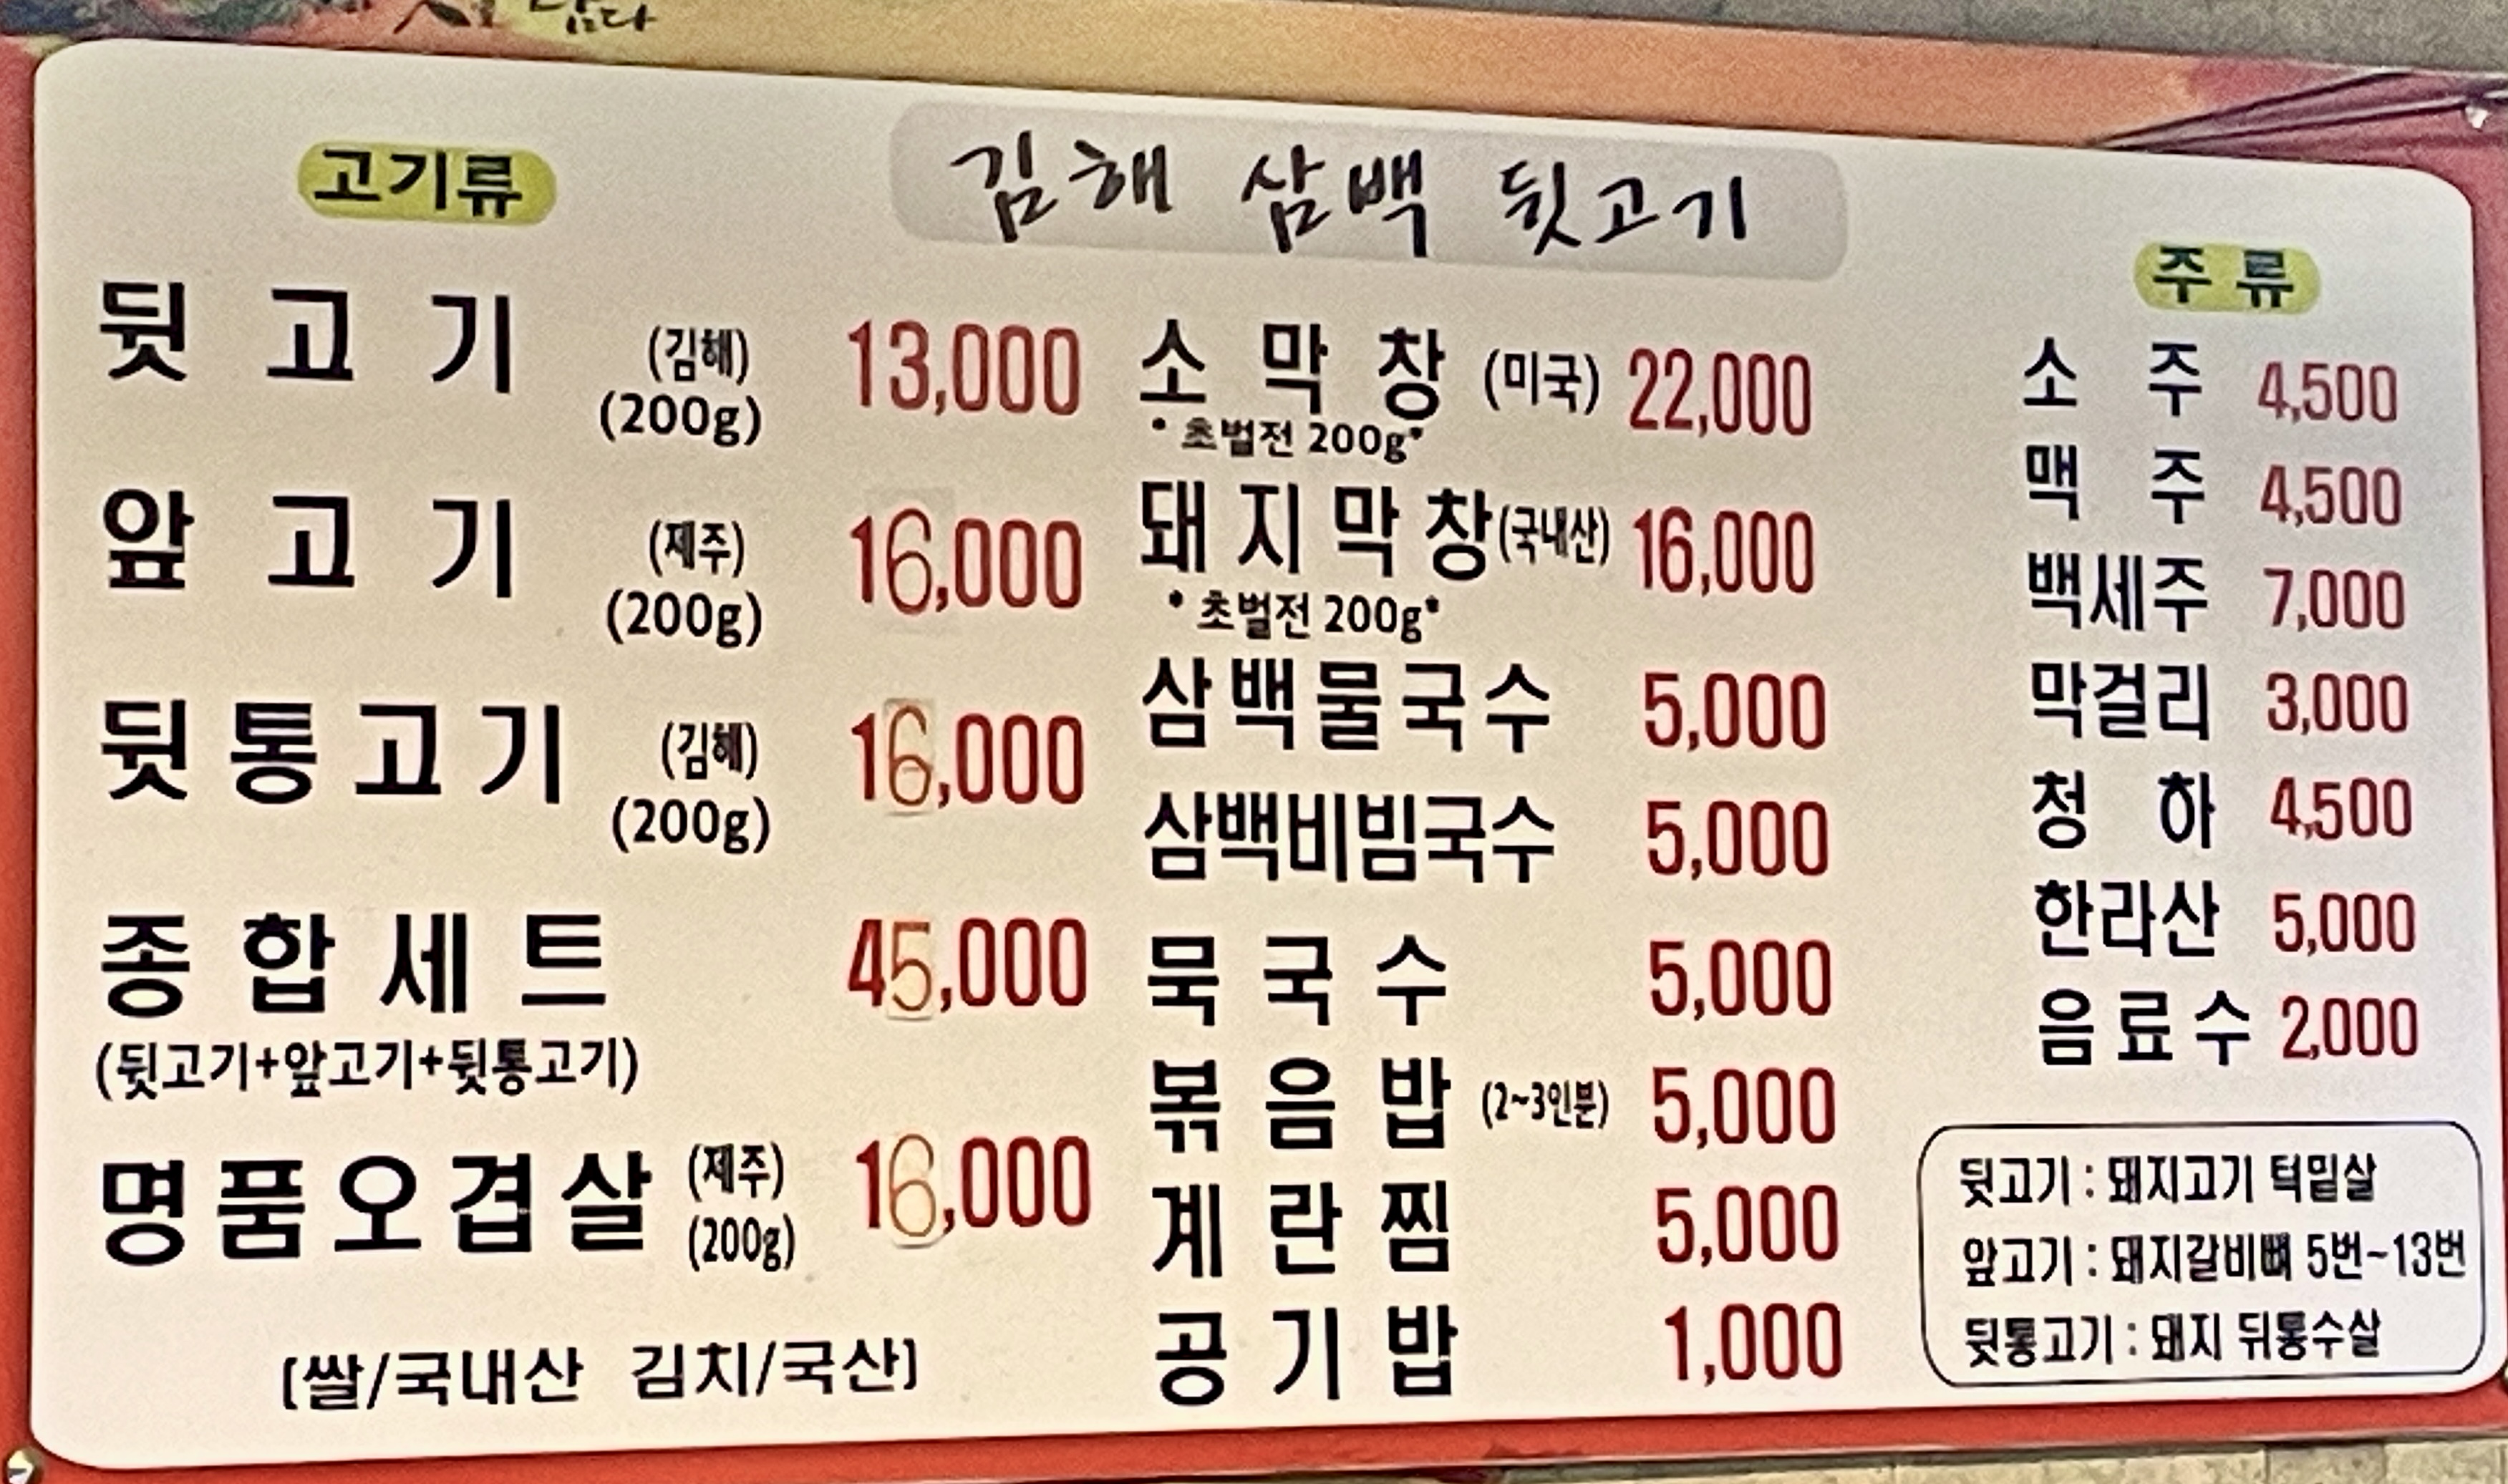 담다
김해 삼백 뒷고기
고기류
뒷고기 (김해) (200g) 13,000
앞고기 (제주) (200g) 16,000
뒷통고기 (김해) (200g) 16,000
종합세트 45,000
(뒷고기+앞고기+뒷통고기)
명품오겹살 (제주) (200g) 16,000
[쌀/국내산 김치/국산]
소막창 (미국) 22,000
• 초벌전 200g•
돼지막창 (국내산) 16,000
• 초벌전 200g•
삼백물국수 5,000
삼백비빔국수 5,000
묵국수 5,000
볶음밥 (2~3인분) 5,000
계란찜 5,000
공기밥 1,000
주류
소주 4,500
맥주 4,500
백세주 7,000
막걸리 3,000
청하 4,500
한라산 5,000
음료수 2,000
뒷고기 : 돼지고기 턱밑살
앞고기 : 돼지갈비뼈 5번~13번
뒷통고기 : 돼지 뒤통수살